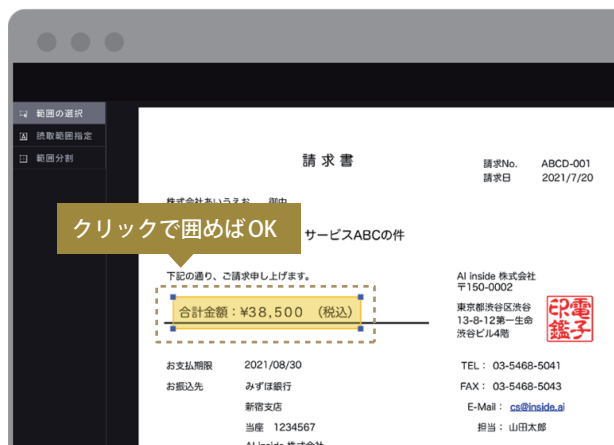 範囲の選択
読取範囲指定
範囲分割
請求書
請求No. ABCD-001
請求日 2021/7/20
株式会社あいうえお 御中
クリックで囲めばOK
サービスABCの件
下記の通り、ご請求申し上げます。
合計金額:¥38,500 (税込)
AI inside 株式会社
〒150-0002
東京都渋谷区渋谷
13-8-12第一生命
渋谷ビル4階
電子印鑑
お支払期限 2021/08/30
お振込先 みずほ銀行
新宿支店
当座 1234567
AI inside 株式会社
TEL: 03-5468-5041
FAX: 03-5468-5043
E-Mail: cs@inside.ai
担当:山田太郎